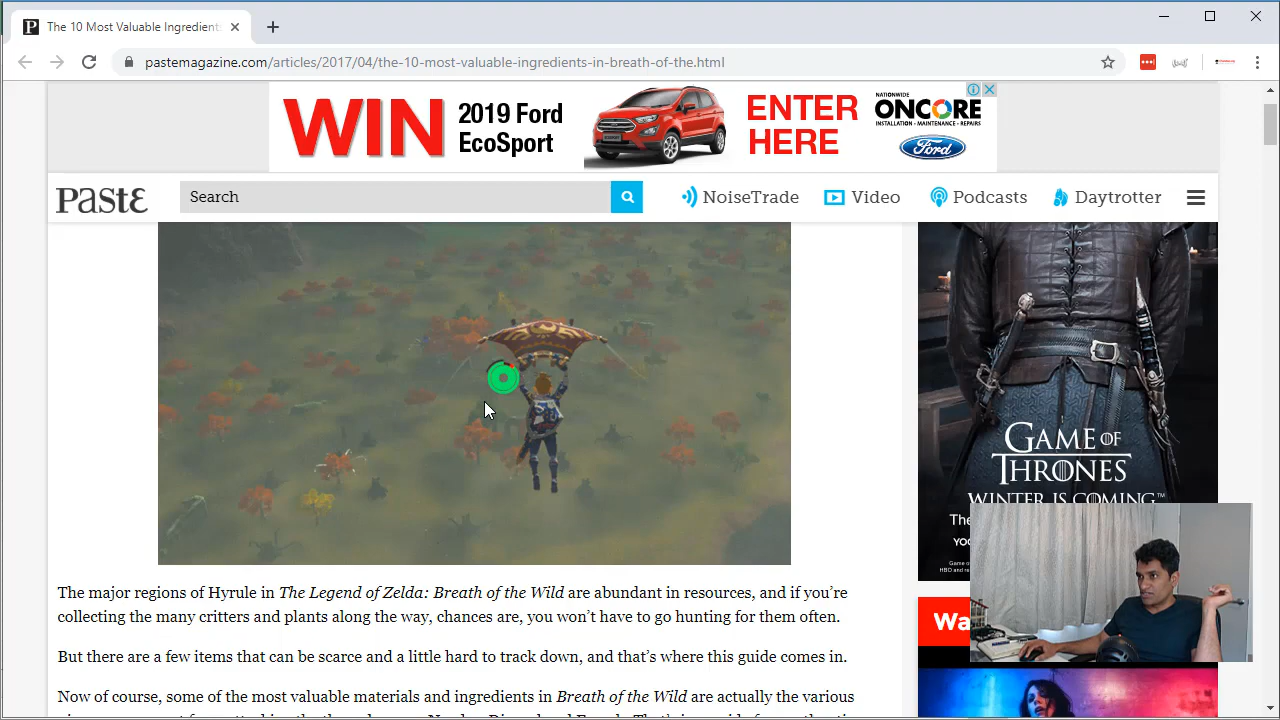 The 10 Most Valuable Ingredients
pastemagazine.com/articles/2017/04/the-10-most-valuable-ingredients-in-breath-of-the.html
WIN
2019 Ford
EcoSport
ENTER
HERE
NATIONWIDE
ONCORE
INSTALLATION - MAINTENANCE - REPAIRS
Ford
Paste
Search
NoiseTrade
Video
Podcasts
Daytrotter
GAME OF
THRONES
WINTER IS COMING™
The major regions of Hyrule in The Legend of Zelda: Breath of the Wild are abundant in resources, and if you’re
collecting the many critters and plants along the way, chances are, you won’t have to go hunting for them often.
But there are a few items that can be scarce and a little hard to track down, and that’s where this guide comes in.
Now of course, some of the most valuable materials and ingredients in Breath of the Wild are actually the various